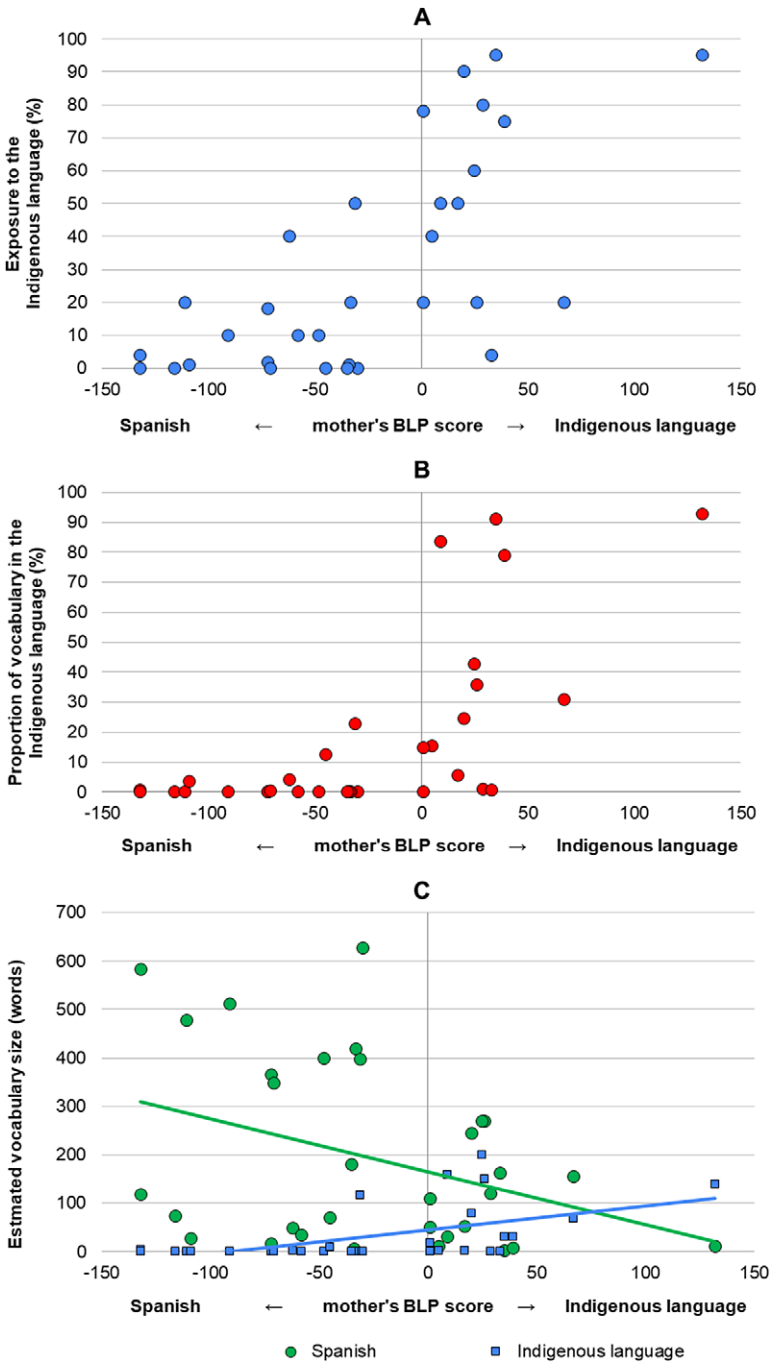 A
100
90
80
70
60
50
40
30
20
10
0
Exposure to the
Indigenous language (%)
-150 -100 -50 0 50 100 150
Spanish ← mother's BLP score → Indigenous language
B
100
90
80
70
60
50
40
30
20
10
0
Proportion of vocabulary in the
Indigenous language (%)
-150 -100 -50 0 50 100 150
Spanish ← mother's BLP score → Indigenous language
C
700
600
500
400
300
200
100
0
Estmated vocabulary size (words)
-150 -100 -50 0 50 100 150
Spanish ← mother's BLP score → Indigenous language
Spanish Indigenous language